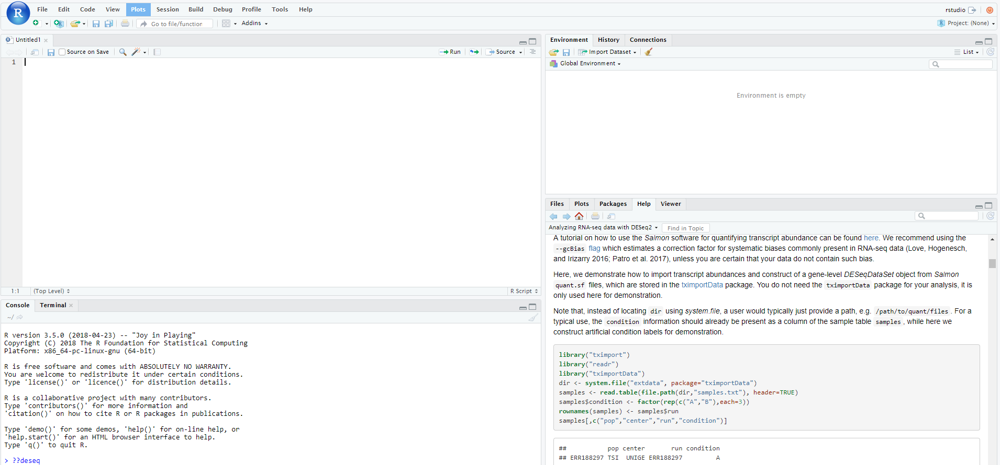 R
File Edit Code View Plots Session Build Debug Profile Tools Help
rstudio
Go to file/function
Addins
Project: (None)
Untitled1
Source on Save
Run
Source
1
1:1
(Top Level)
R Script
Console
Terminal
~/
R version 3.5.0 (2018-04-23) -- "Joy in Playing"
Copyright (C) 2018 The R Foundation for Statistical Computing
Platform: x86_64-pc-linux-gnu (64-bit)
R is free software and comes with ABSOLUTELY NO WARRANTY.
You are welcome to redistribute it under certain conditions.
Type 'license()' or 'licence()' for distribution details.
R is a collaborative project with many contributors.
Type 'contributors()' for more information and
'citation()' on how to cite R or R packages in publications.
Type 'demo()' for some demos, 'help()' for on-line help, or
'help.start()' for an HTML browser interface to help.
Type 'q()' to quit R.
> ??deseq
Environment History Connections
Import Dataset
List
Global Environment
Environment is empty
Files Plots Packages Help Viewer
Analyzing RNA-seq data with DESeq2
Find in Topic
A tutorial on how to use the Salmon software for quantifying transcript abundance can be found here. We recommend using the
--gcBias flag which estimates a correction factor for systematic biases commonly present in RNA-seq data (Love, Hogenesch,
and Irizarry 2016; Patro et al. 2017), unless you are certain that your data do not contain such bias.
Here, we demonstrate how to import transcript abundances and construct of a gene-level DESeqDataSet object from Salmon
quant.sf files, which are stored in the tximportData package. You do not need the tximportData package for your analysis, it is
only used here for demonstration.
Note that, instead of locating dir using system.file, a user would typically just provide a path, e.g. /path/to/quant/files. For a
typical use, the condition information should already be present as a column of the sample table samples, while here we
construct artificial condition labels for demonstration.
library("tximport")
library("readr")
library("tximportData")
dir <- system.file("extdata", package="tximportData")
samples <- read.table(file.path(dir,"samples.txt"), header=TRUE)
samples$condition <- factor(rep(c("A","B"),each=3))
rownames(samples) <- samples$run
samples[,c("pop","center","run","condition")]
## pop center run condition
## ERR188297 TSI UNIGE ERR188297 A